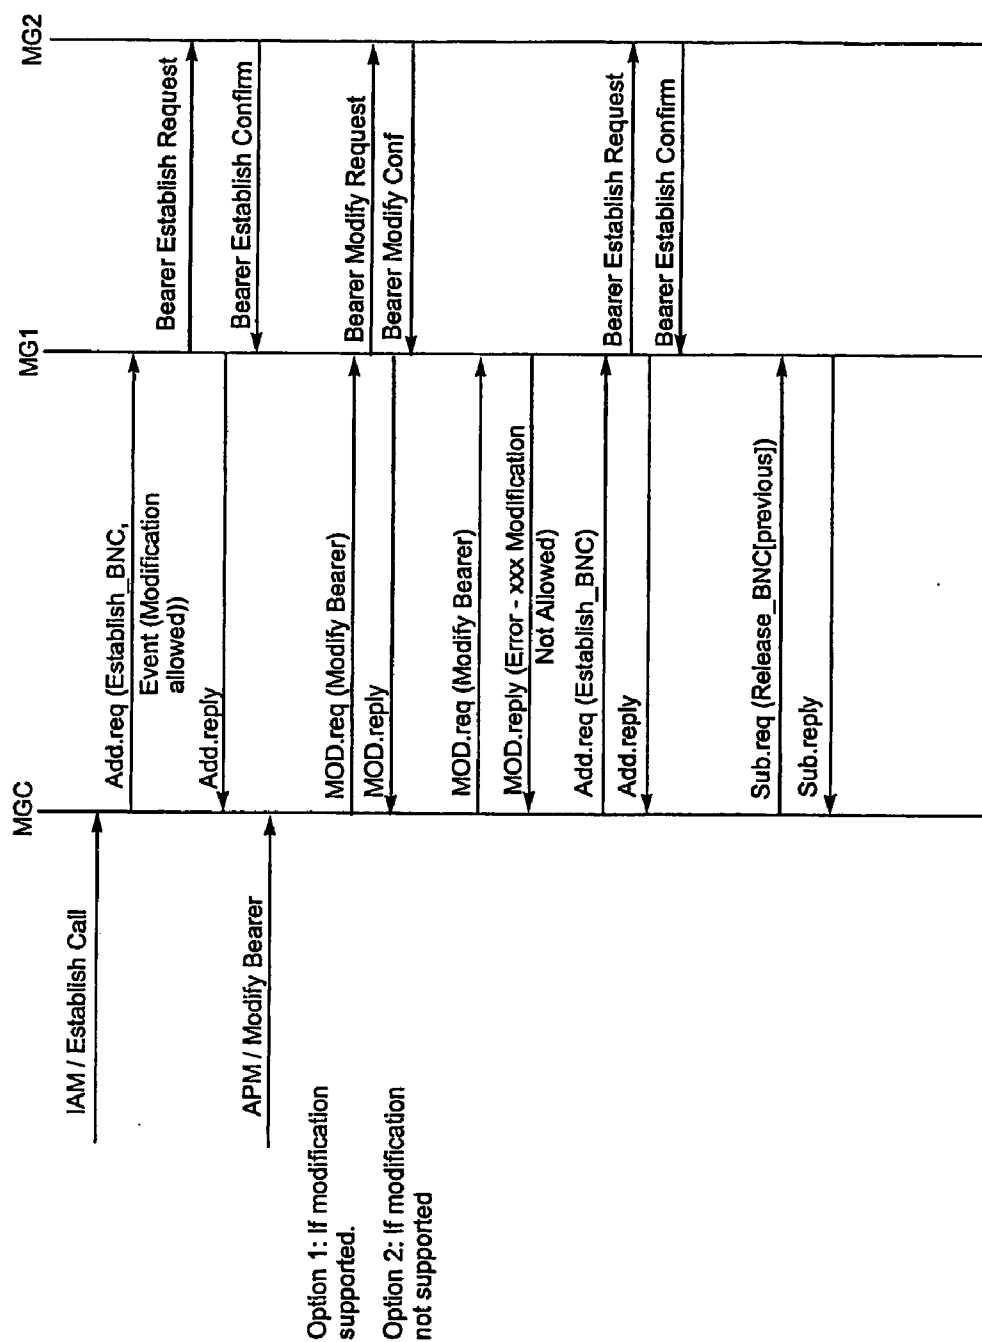 MGC
MG1
MG2
IAM / Establish Call
Add.req (Establish_BNC,
Event (Modification
allowed))
Bearer Establish Request
Add.reply
Bearer Establish Confirm
APM / Modify Bearer
Option 1: If modification
supported.
MOD.req (Modify Bearer)
Bearer Modify Request
MOD.reply
Bearer Modify Conf
Option 2: If modification
not supported
MOD.req (Modify Bearer)
MOD.reply (Error - xxx Modification
Not Allowed)
Add.req (Establish_BNC)
Bearer Establish Request
Add.reply
Bearer Establish Confirm
Sub.req (Release_BNC[previous])
Sub.reply